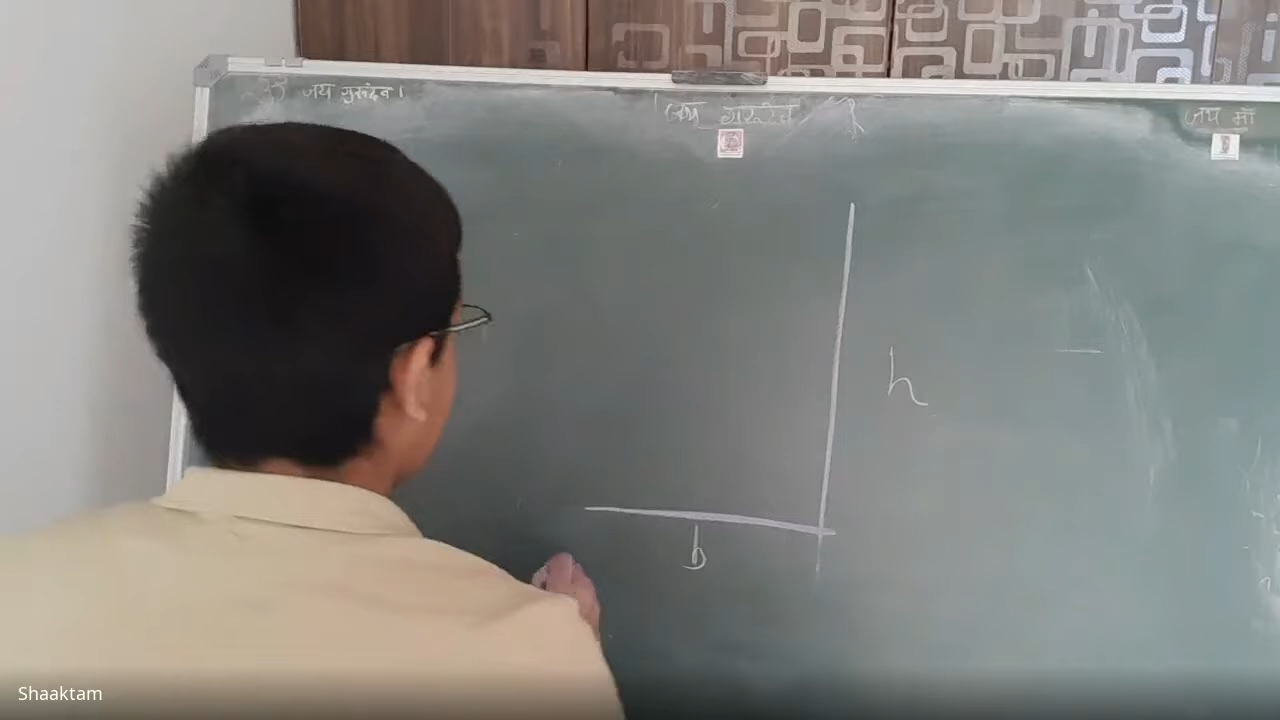 ॐ जय गुरूदेव।
जय गुरूदेव
जय माँ
h
b
Shaaktam